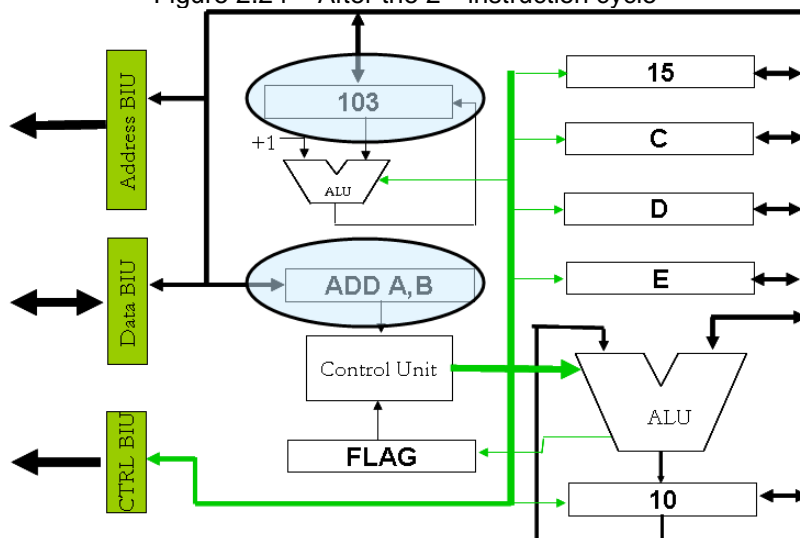 Figure 2.24 – After the 2nd instruction cycle
Address BIU
103
+1
ALU
15
C
D
E
Data BIU
ADD A,B
Control Unit
FLAG
CTRL BIU
ALU
10